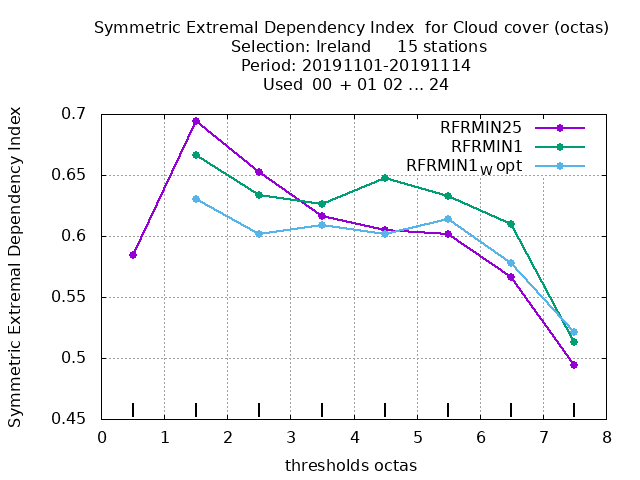 Symmetric Extremal Dependency Index  for Cloud cover (octas)
Selection: Ireland     15 stations
Period: 20191101-20191114
Used  00 + 01 02 ... 24
Symmetric Extremal Dependency Index
0.7
0.65
0.6
0.55
0.5
0.45
RFRMIN25
RFRMIN1
RFRMIN1W opt
0 1 2 3 4 5 6 7 8
thresholds octas